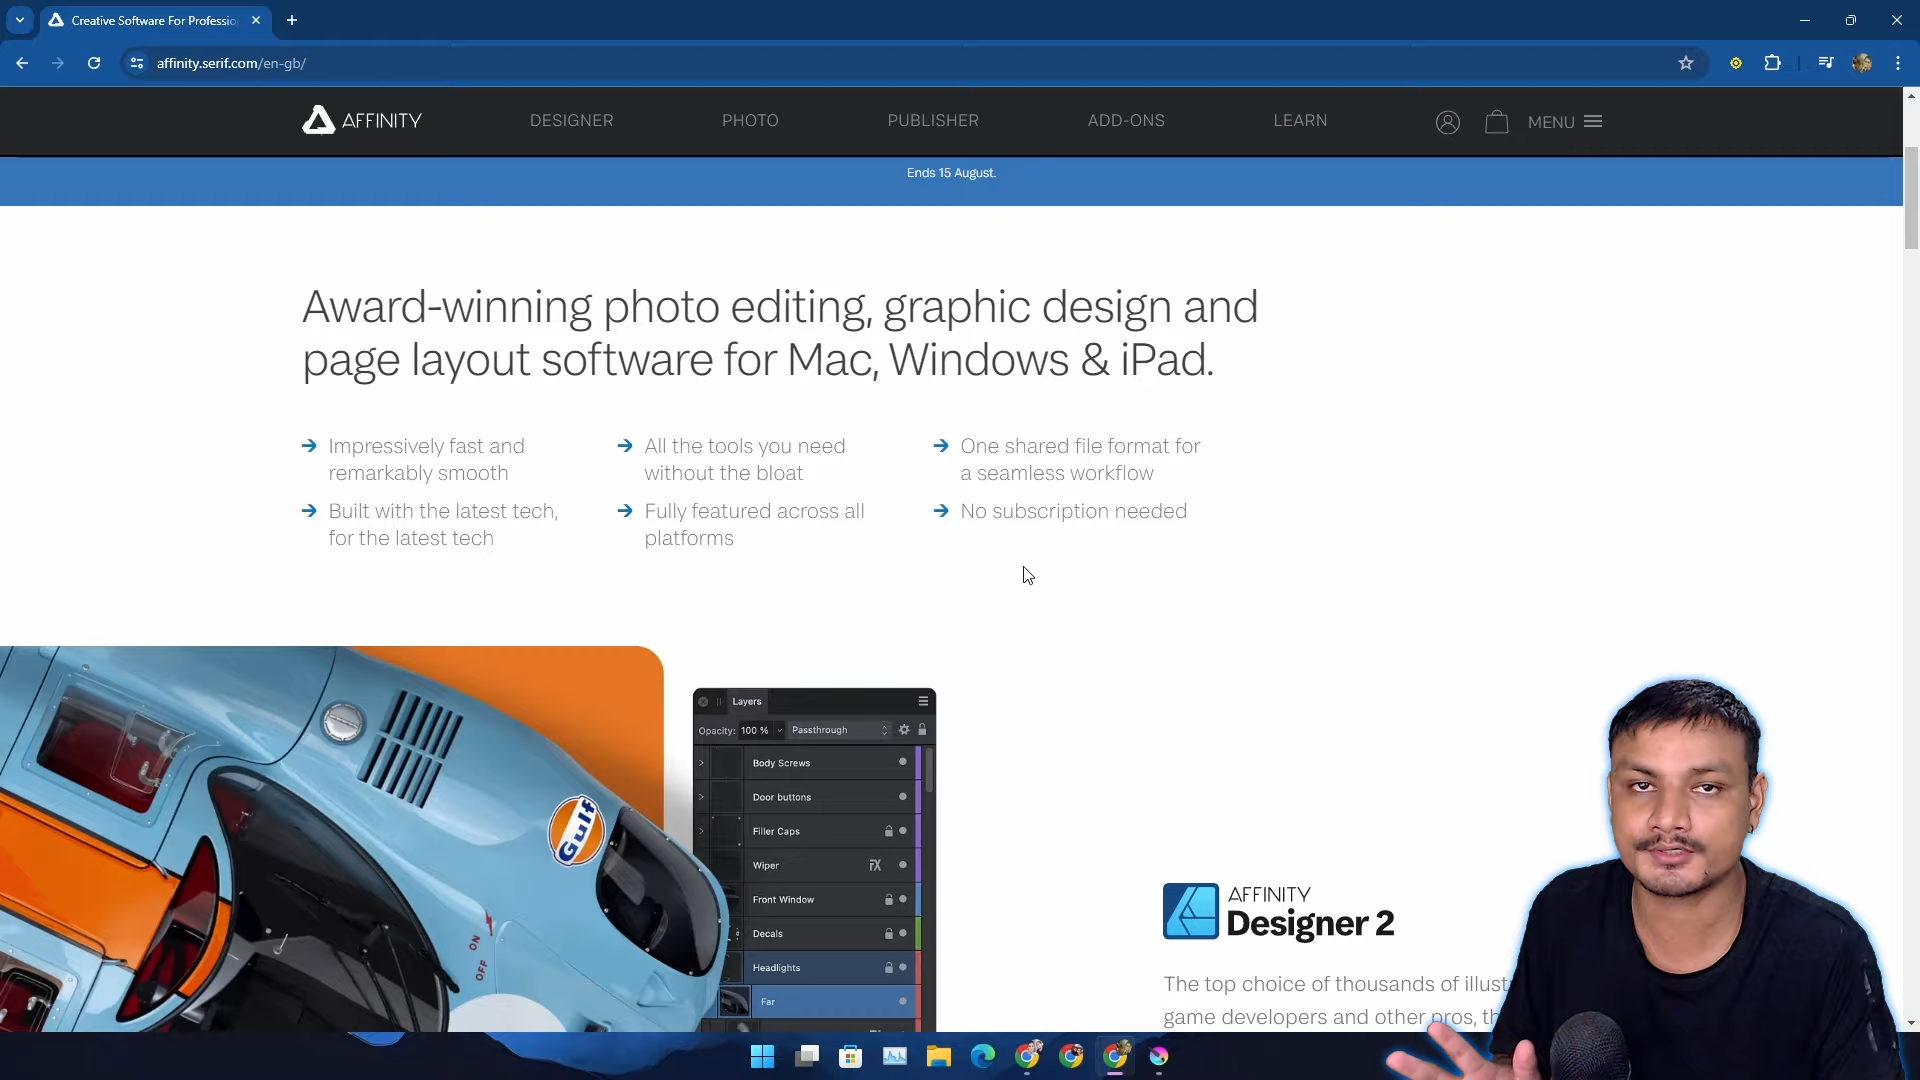 Creative Software For Professio
affinity.serif.com/en-gb/
AFFINITY
DESIGNER
PHOTO
PUBLISHER
ADD-ONS
LEARN
MENU
Ends 15 August.
Award-winning photo editing, graphic design and
page layout software for Mac, Windows & iPad.
Impressively fast and
remarkably smooth
All the tools you need
without the bloat
One shared file format for
a seamless workflow
Built with the latest tech,
for the latest tech
Fully featured across all
platforms
No subscription needed
Layers
Opacity: 100 %
Passthrough
Body Screws
Door buttons
Filler Caps
Wiper
FX
Front Window
Decals
Headlights
Far
Gulf
ON
OFF
AFFINITY
Designer 2
The top choice of thousands of illust
game developers and other pros, th